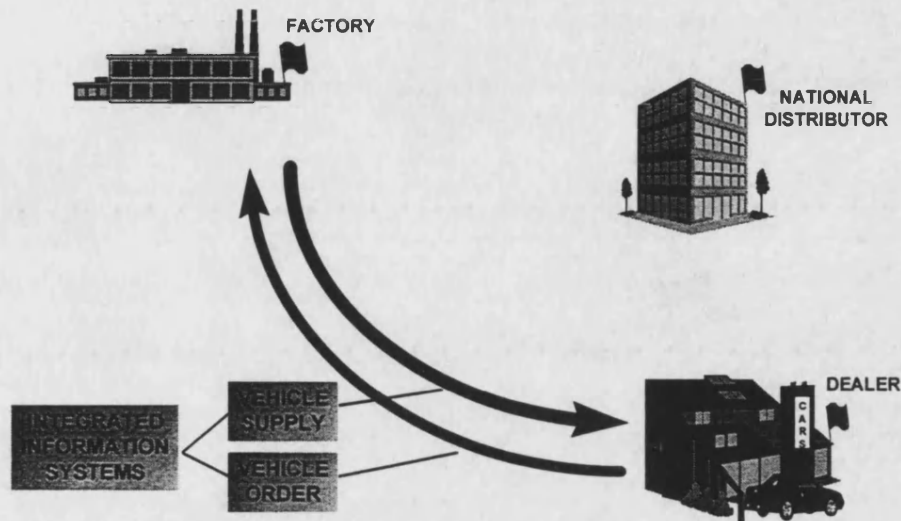 FACTORY
NATIONAL
DISTRIBUTOR
DEALER
CARS
VEHICLE
SUPPLY
INTEGRATED
INFORMATION
SYSTEMS
VEHICLE
ORDER